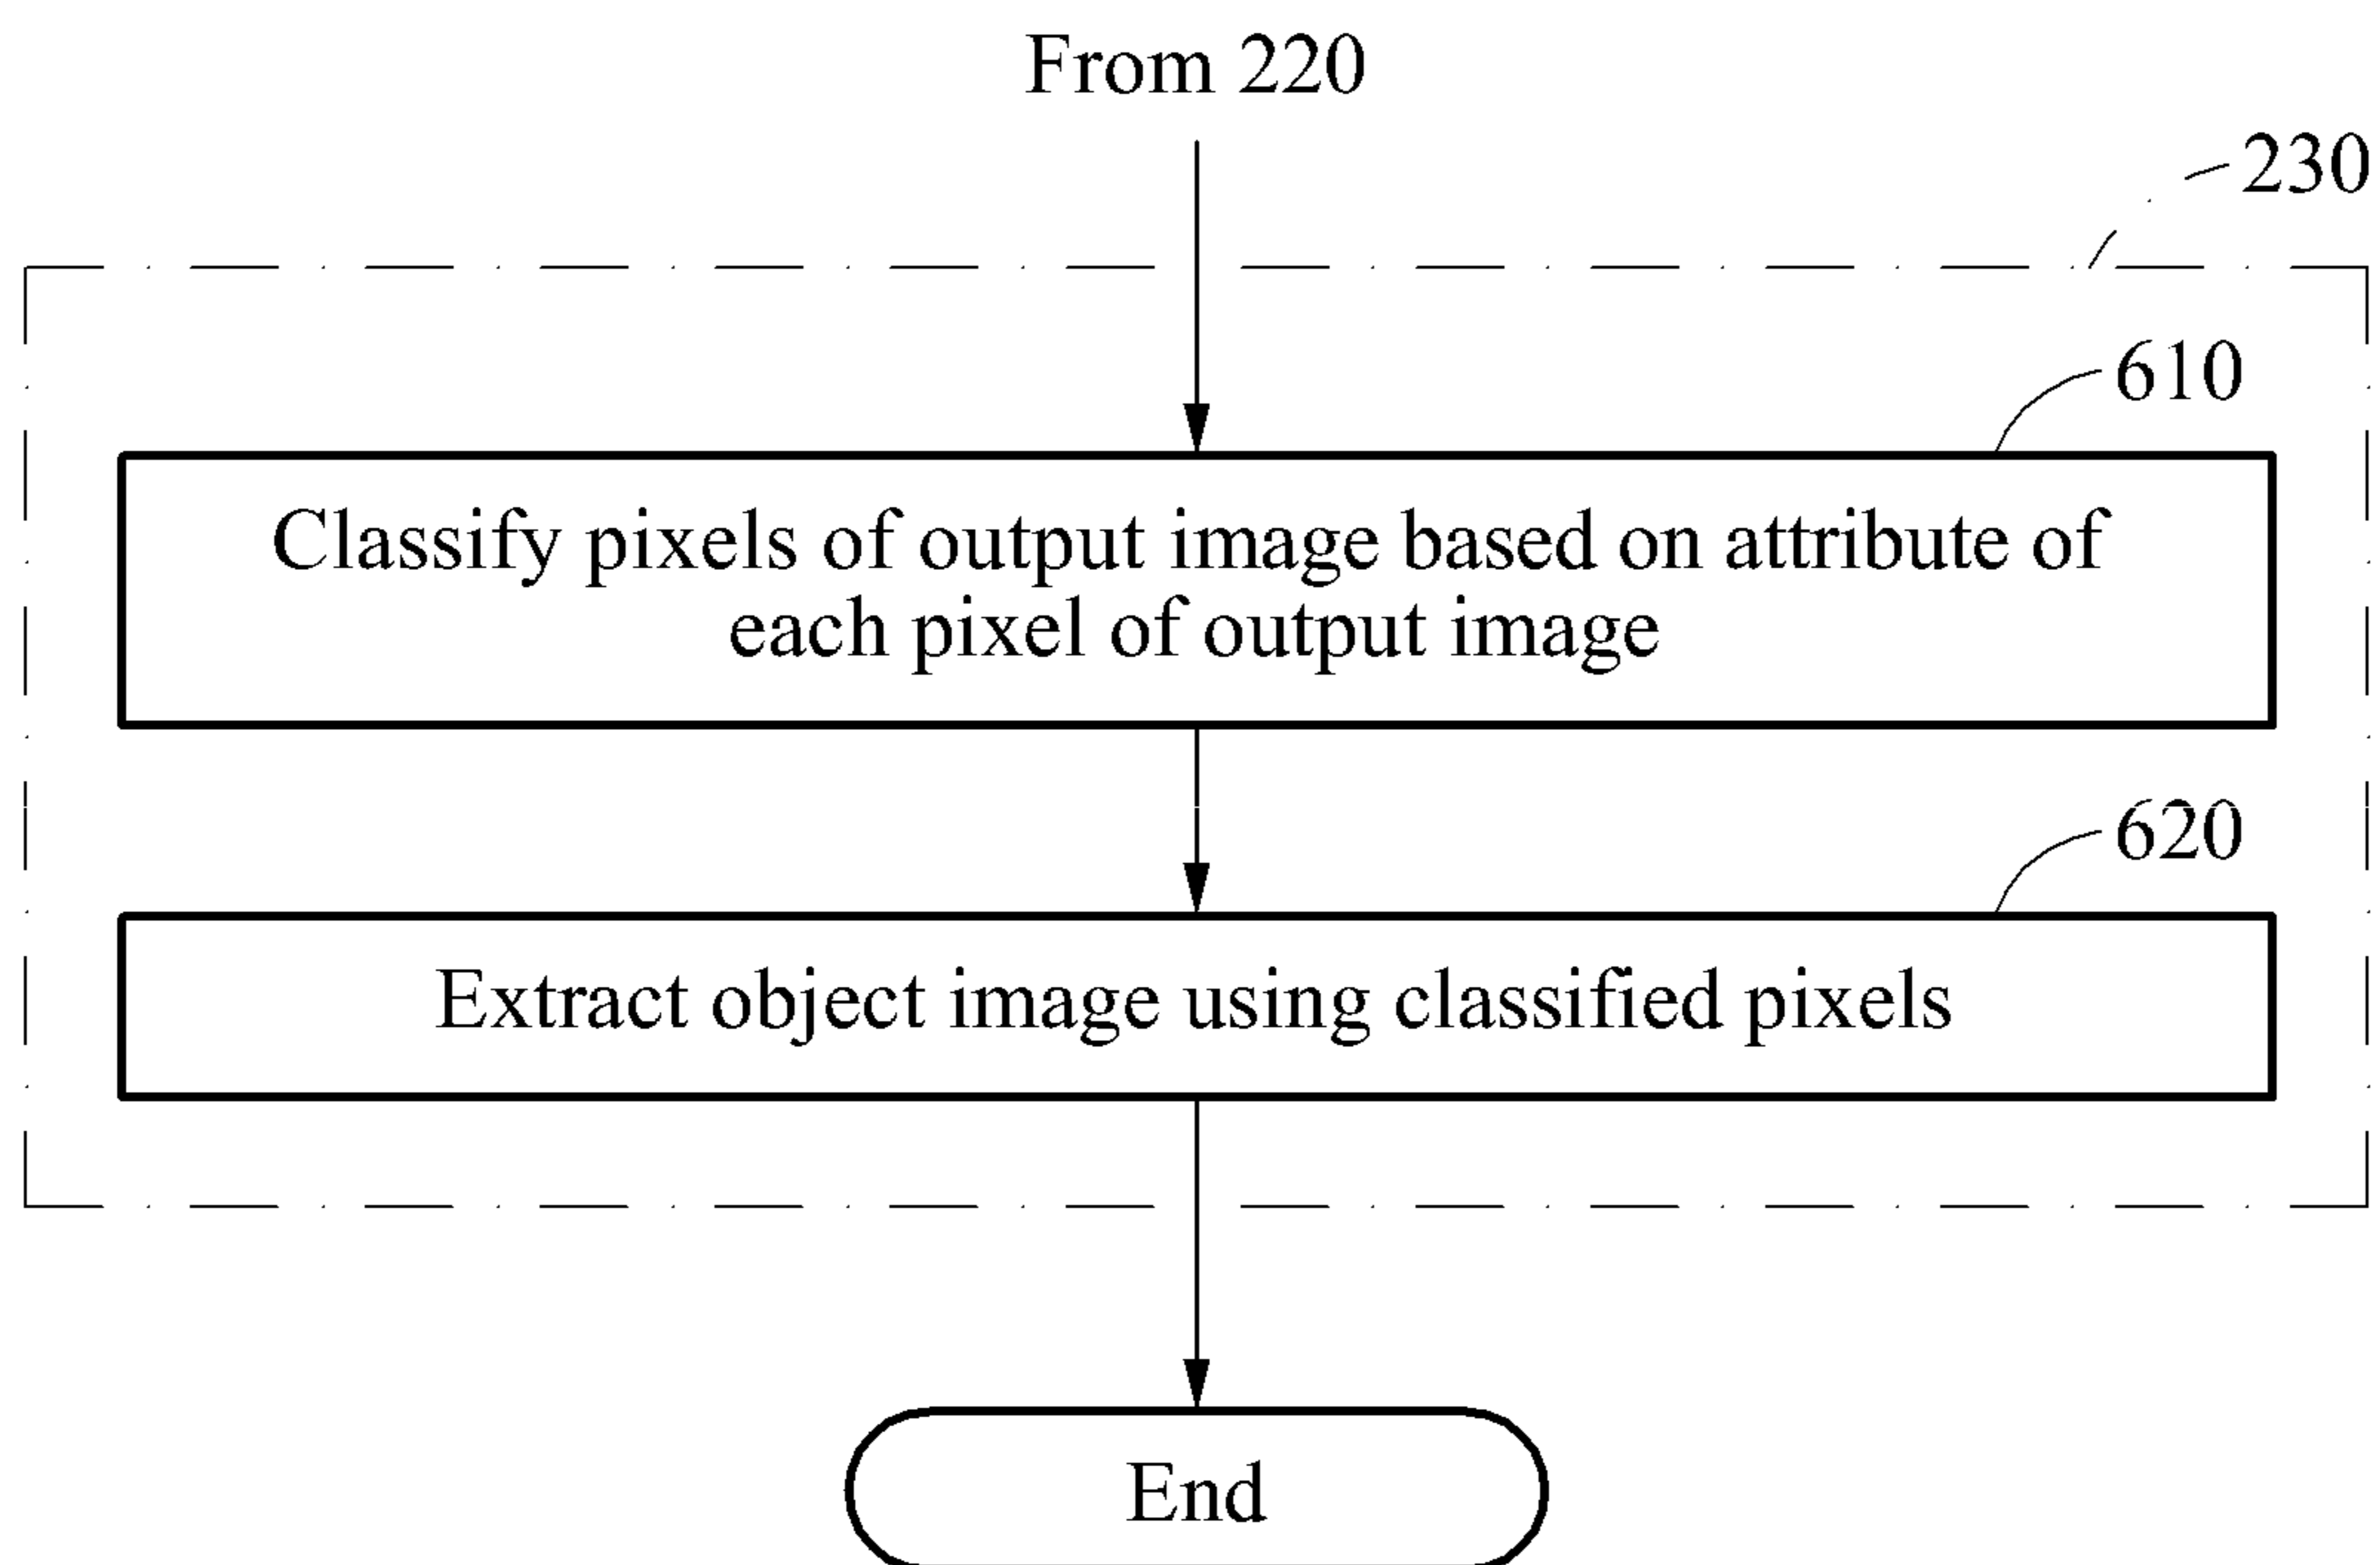 From 220
230
610
Classify pixels of output image based on attribute of
each pixel of output image
620
Extract object image using classified pixels
End